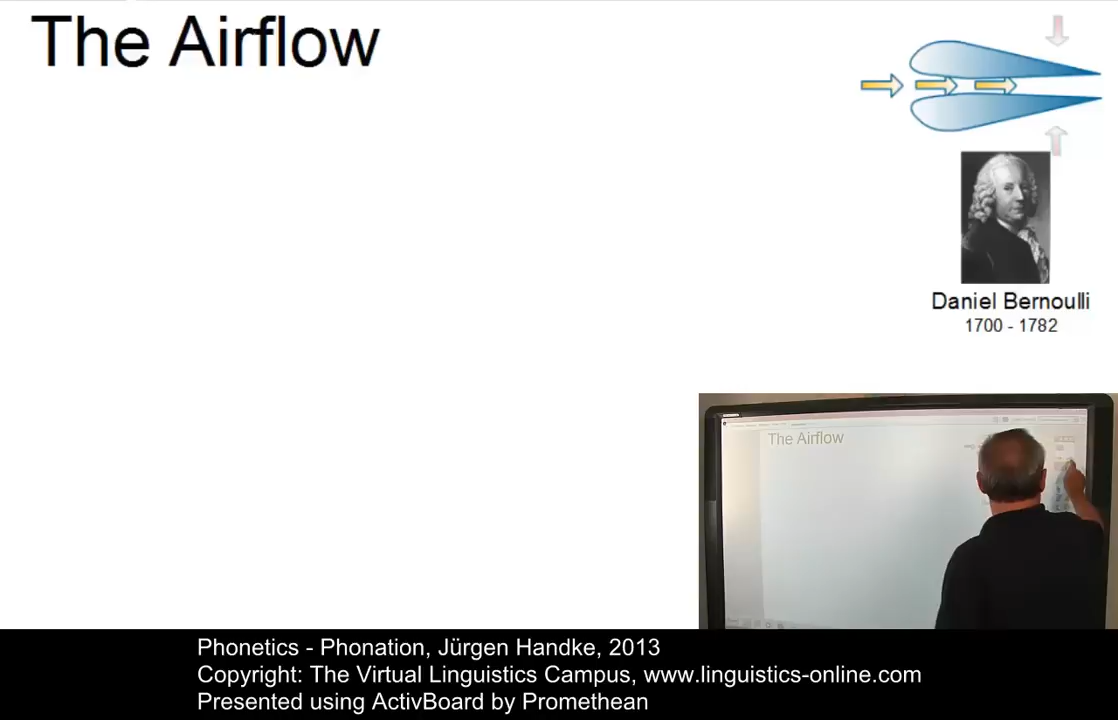 The Airflow
Daniel Bernoulli
1700 - 1782
The Airflow
Phonetics - Phonation, Jürgen Handke, 2013
Copyright: The Virtual Linguistics Campus, www.linguistics-online.com
Presented using ActivBoard by Promethean